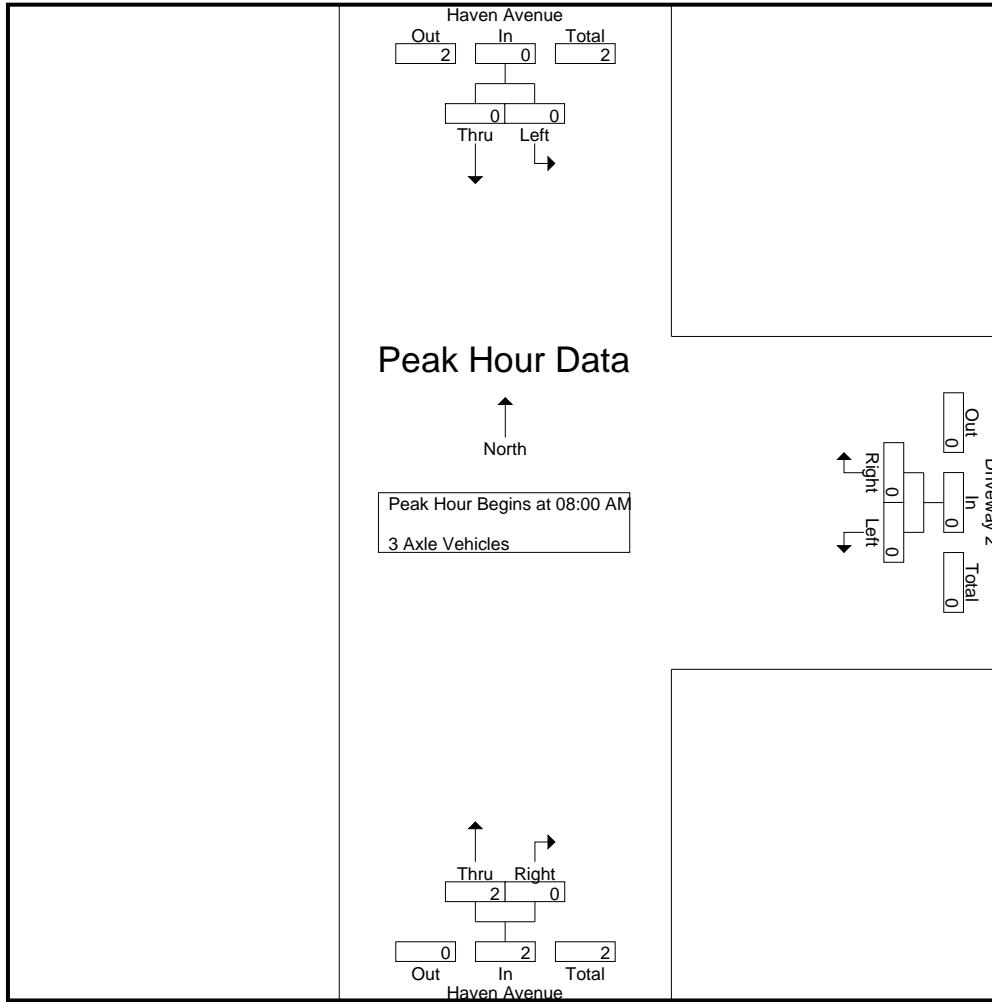 Haven Avenue
Out In Total
2 0 2
0 0
Thru Left
Peak Hour Data
North
Peak Hour Begins at 08:00 AM
3 Axle Vehicles
Right Left
0 0
Out In Total
0 0 0
Driveway 2
Thru Right
2 0
0 2 2
Out In Total
Haven Avenue